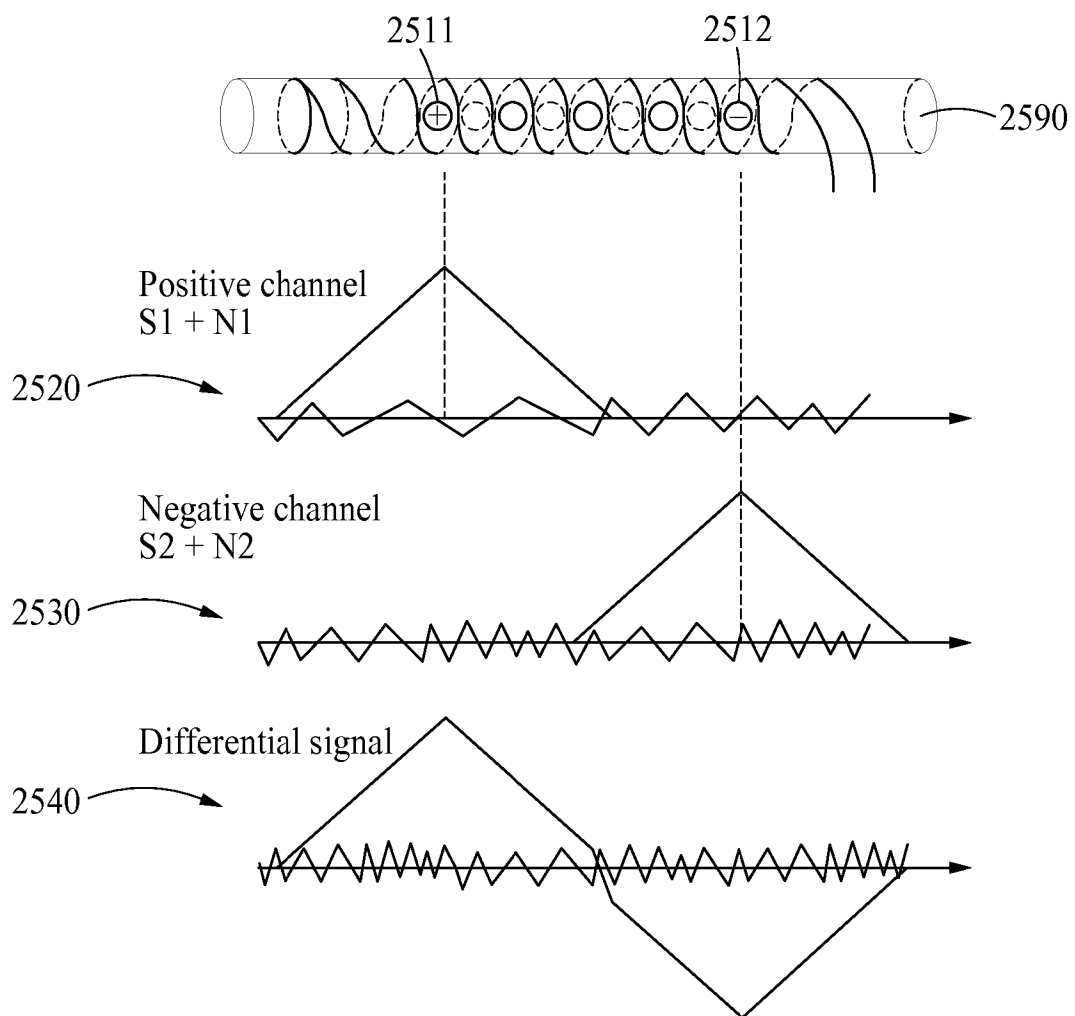 2511
2512
+
−
2590
Positive channel
S1 + N1
2520
Negative channel
S2 + N2
2530
Differential signal
2540